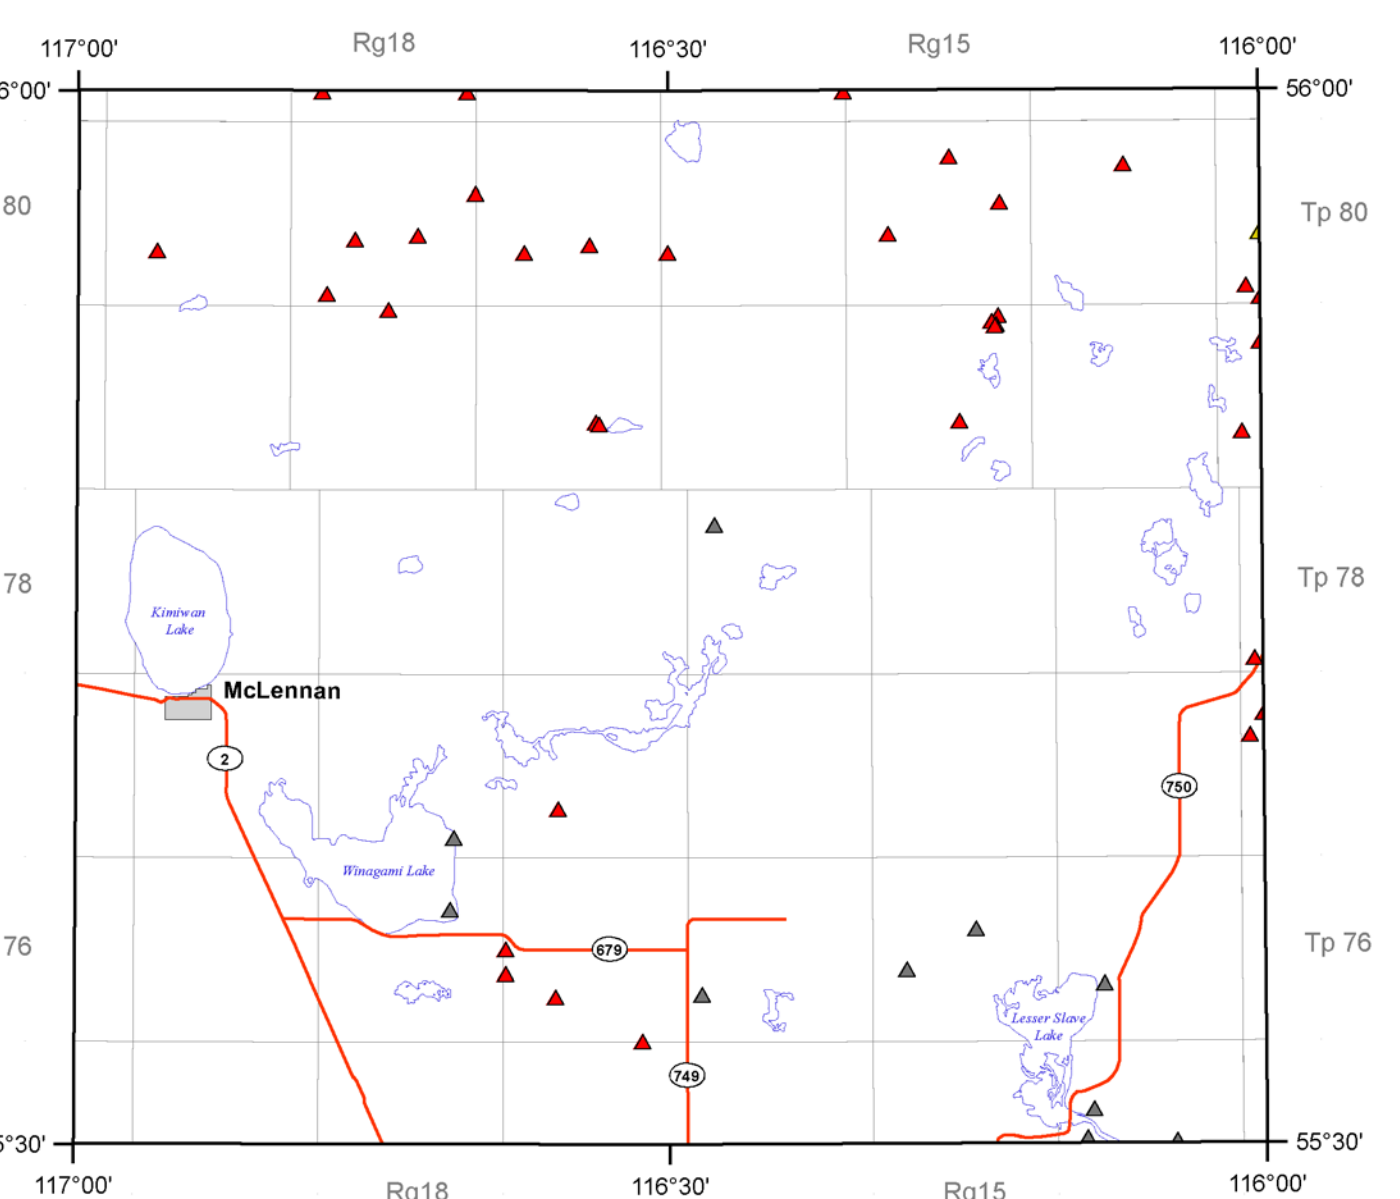 Rg18 Rg15
117°00' 116°30' 116°00'
6°00' 56°00'
80 Tp 80
78 Tp 78
Kimiwan
Lake
McLennan
2
750
Winagami Lake
679
76 Tp 76
Lesser Slave
Lake
749
5°30' 55°30'
117°00' 116°30' 116°00'
Rg18 Rg15